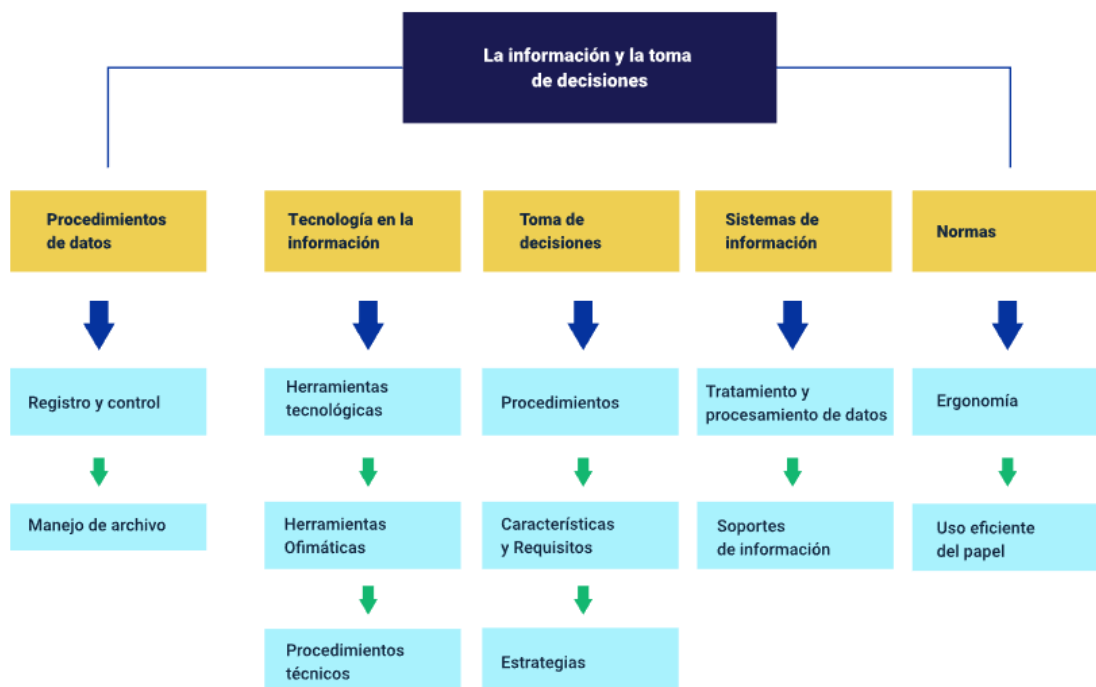 La información y la toma
de decisiones
Procedimientos
de datos
Tecnología en la
información
Toma de
decisiones
Sistemas de
información
Normas
Registro y control
Herramientas
tecnológicas
Procedimientos
Tratamiento y
procesamiento de datos
Ergonomía
Manejo de archivo
Herramientas
Ofimáticas
Características
y Requisitos
Soportes
de información
Uso eficiente
del papel
Procedimientos
técnicos
Estrategias